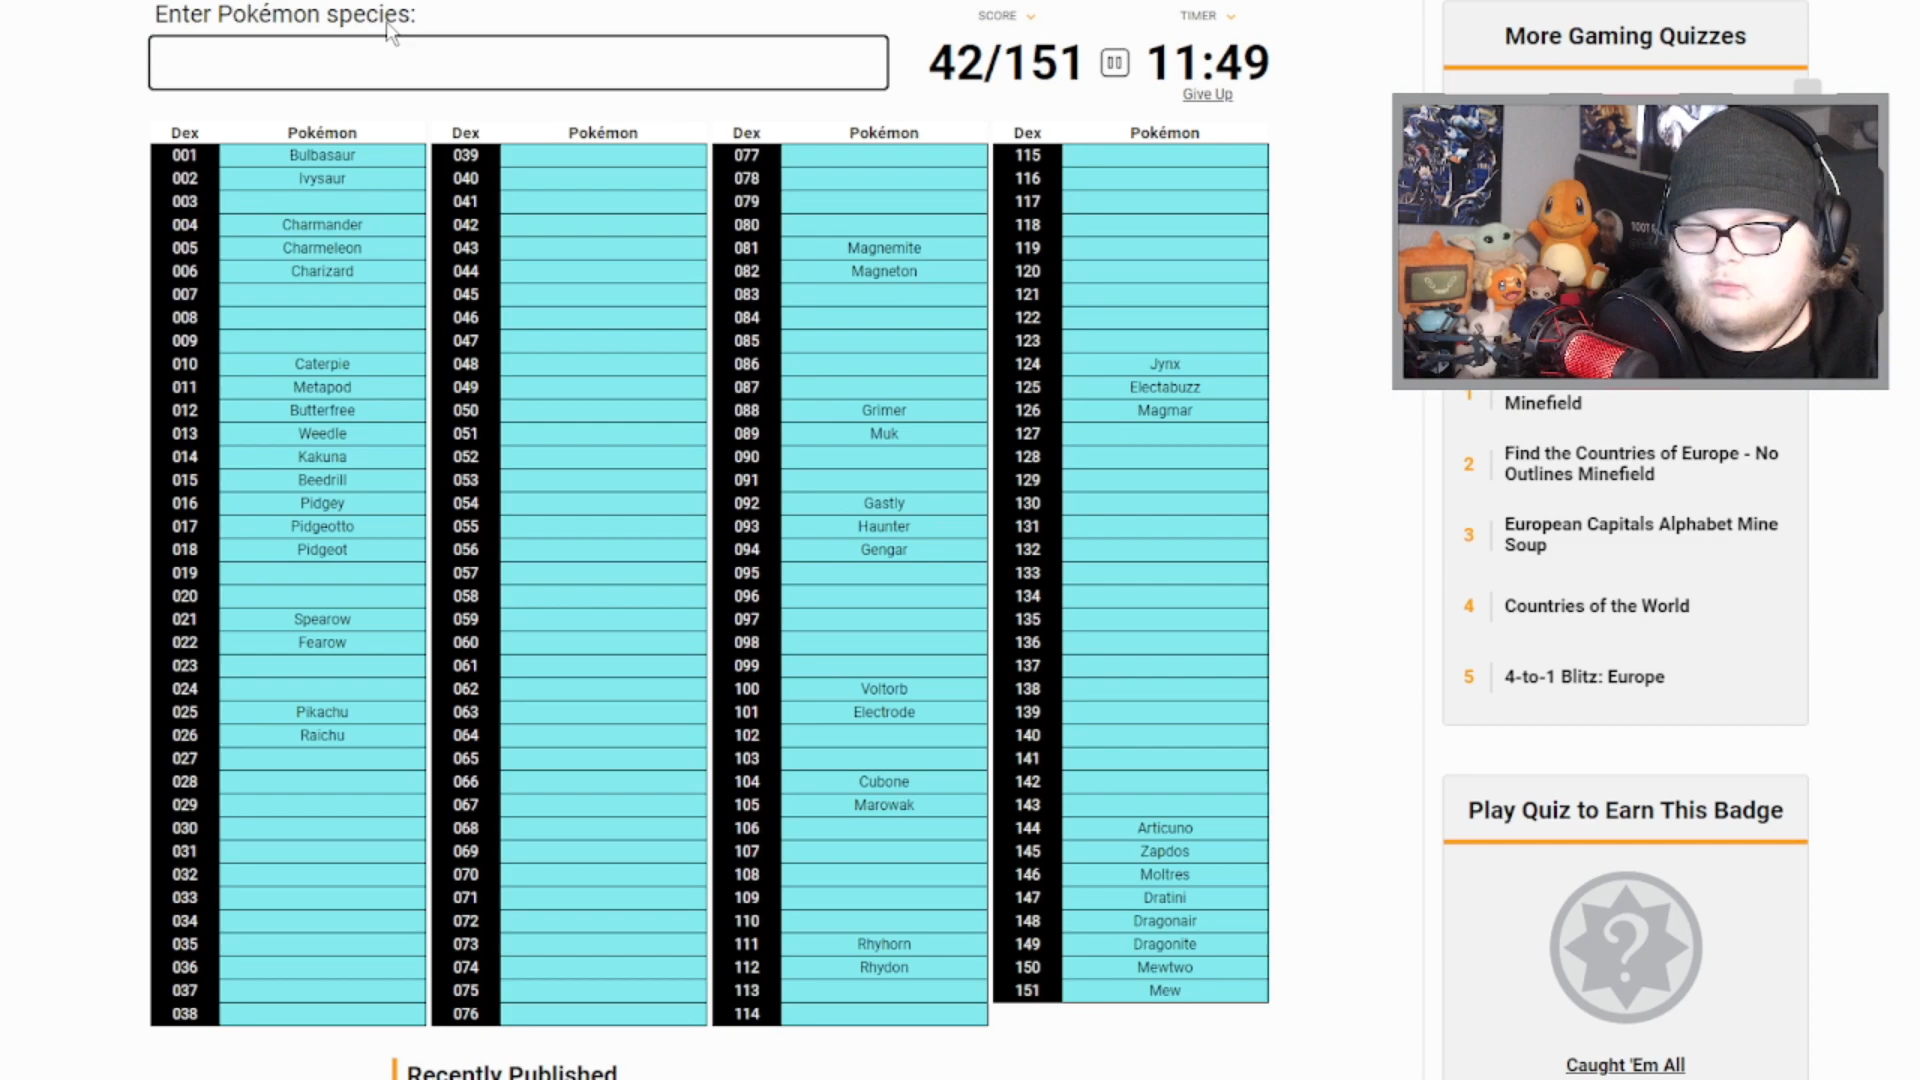 Enter Pokémon species:
SCORE
TIMER
42/151
11:49
Give Up
Dex Pokémon Dex Pokémon Dex Pokémon Dex Pokémon
001 Bulbasaur 039 077 115
002 Ivysaur 040 078 116
003 041 079 117
004 Charmander 042 080 118
005 Charmeleon 043 081 Magnemite 119
006 Charizard 044 082 Magneton 120
007 045 083 121
008 046 084 122
009 047 085 123
010 Caterpie 048 086 124 Jynx
011 Metapod 049 087 125 Electabuzz
012 Butterfree 050 088 Grimer 126 Magmar
013 Weedle 051 089 Muk 127
014 Kakuna 052 090 128
015 Beedrill 053 091 129
016 Pidgey 054 092 Gastly 130
017 Pidgeotto 055 093 Haunter 131
018 Pidgeot 056 094 Gengar 132
019 057 095 133
020 058 096 134
021 Spearow 059 097 135
022 Fearow 060 098 136
023 061 099 137
024 062 100 Voltorb 138
025 Pikachu 063 101 Electrode 139
026 Raichu 064 102 140
027 065 103 141
028 066 104 Cubone 142
029 067 105 Marowak 143
030 068 106 144 Articuno
031 069 107 145 Zapdos
032 070 108 146 Moltres
033 071 109 147 Dratini
034 072 110 148 Dragonair
035 073 111 Rhyhorn 149 Dragonite
036 074 112 Rhydon 150 Mewtwo
037 075 113 151 Mew
038 076 114
Recently Published
More Gaming Quizzes
1 Minefield
2 Find the Countries of Europe - No
Outlines Minefield
3 European Capitals Alphabet Mine
Soup
4 Countries of the World
5 4-to-1 Blitz: Europe
Play Quiz to Earn This Badge
?
Caught 'Em All